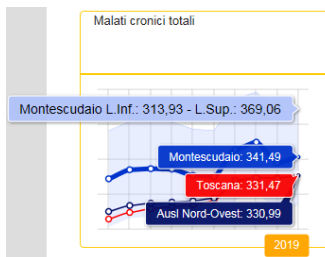 Malati cronici totali
Montescudaio L.Inf.: 313,93 - L.Sup.: 369,06
Montescudaio: 341,49
Toscana: 331,47
Ausl Nord-Ovest: 330,99
2019